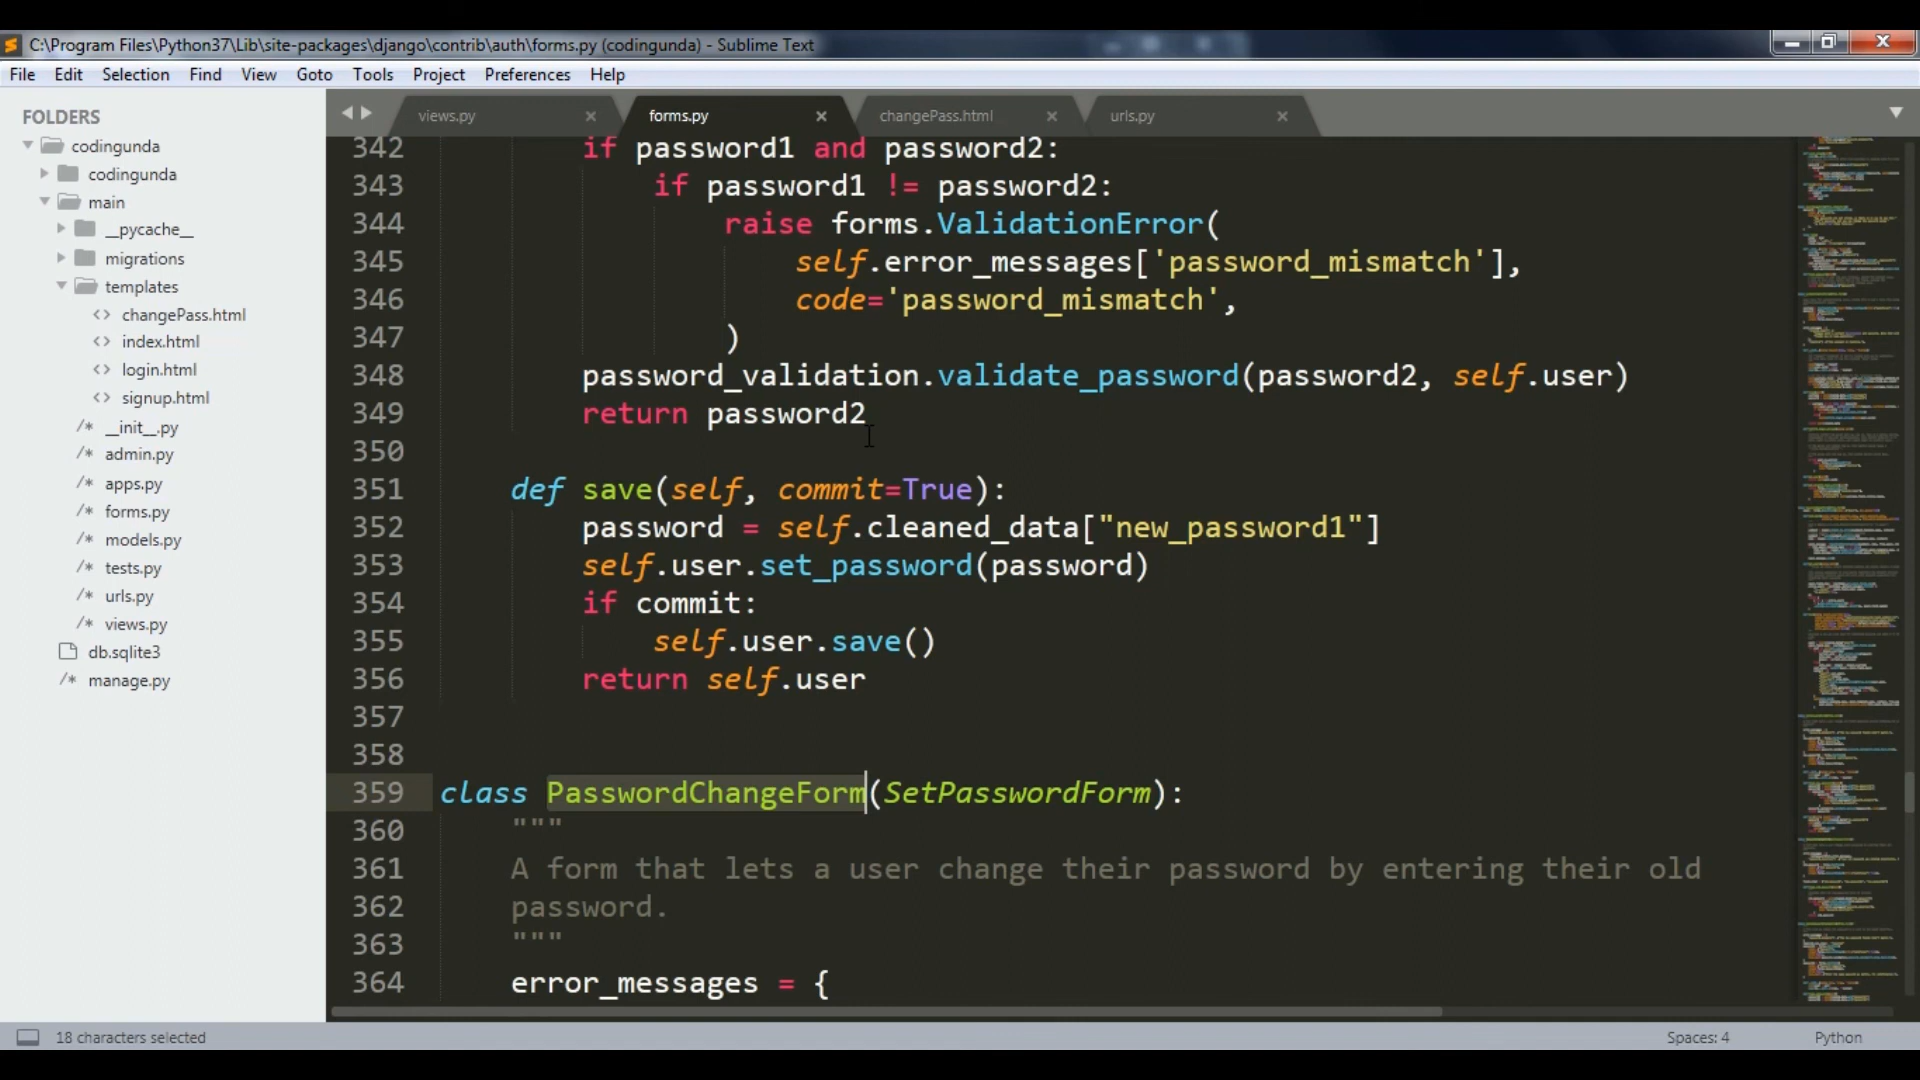 C:\Program Files\Python37\Lib\site-packages\django\contrib\auth\forms.py (codingunda) - Sublime Text
File Edit Selection Find View Goto Tools Project Preferences Help
FOLDERS
codingunda
codingunda
main
__pycache__
migrations
templates
<> changePass.html
<> index.html
<> login.html
<> signup.html
/* __init__.py
/* admin.py
/* apps.py
/* forms.py
/* models.py
/* tests.py
/* urls.py
/* views.py
db.sqlite3
/* manage.py
views.py × forms.py × changePass.html × urls.py ×
342 if password1 and password2:
343 if password1 != password2:
344 raise forms.ValidationError(
345 self.error_messages['password_mismatch'],
346 code='password_mismatch',
347 )
348 password_validation.validate_password(password2, self.user)
349 return password2
350
351 def save(self, commit=True):
352 password = self.cleaned_data["new_password1"]
353 self.user.set_password(password)
354 if commit:
355 self.user.save()
356 return self.user
357
358
359 class PasswordChangeForm(SetPasswordForm):
360 """
361 A form that lets a user change their password by entering their old
362 password.
363 """
364 error_messages = {
18 characters selected
Spaces: 4
Python